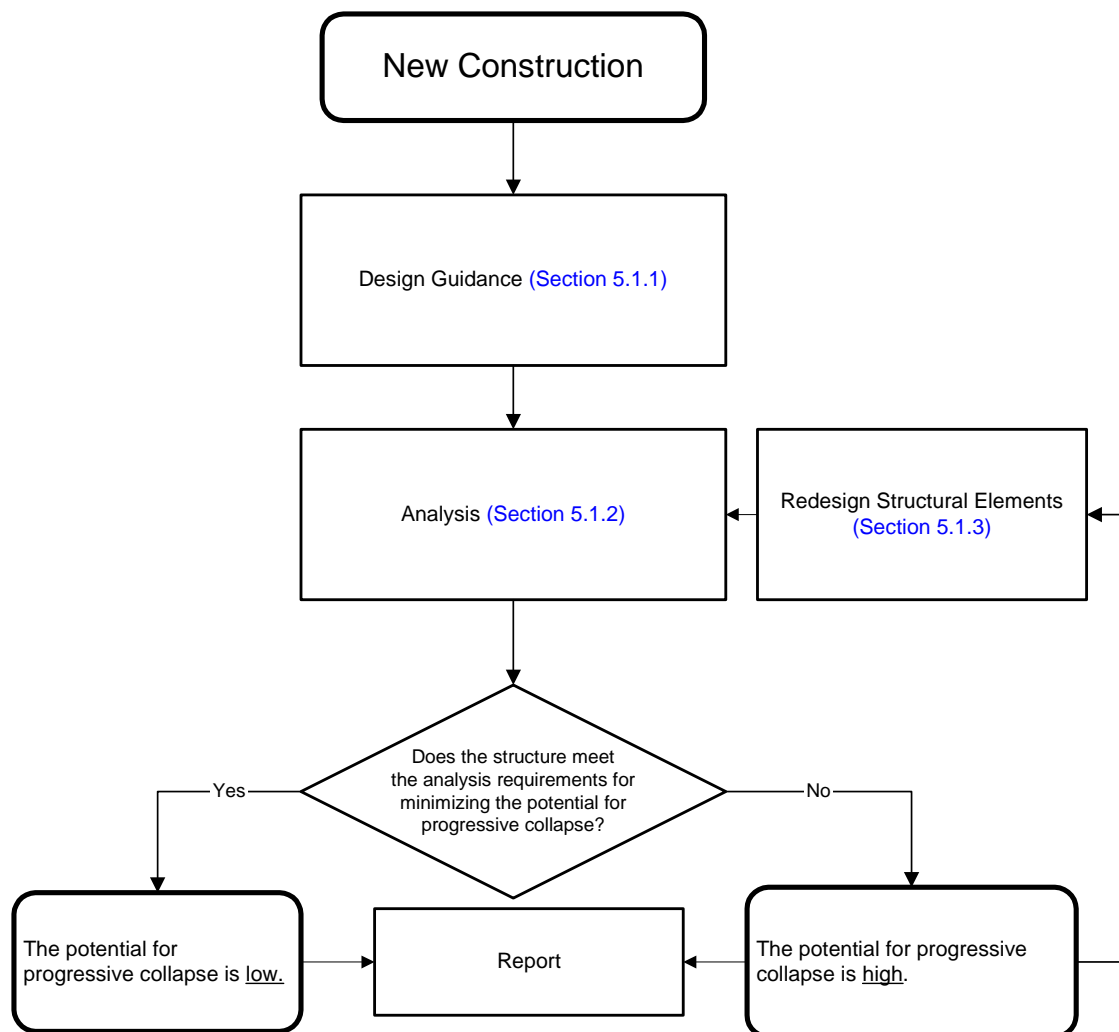 New Construction
Design Guidance (Section 5.1.1)
Analysis (Section 5.1.2)
Redesign Structural Elements
(Section 5.1.3)
Does the structure meet
the analysis requirements for
minimizing the potential for
progressive collapse?
Yes
No
The potential for
progressive collapse is low.
Report
The potential for progressive
collapse is high.